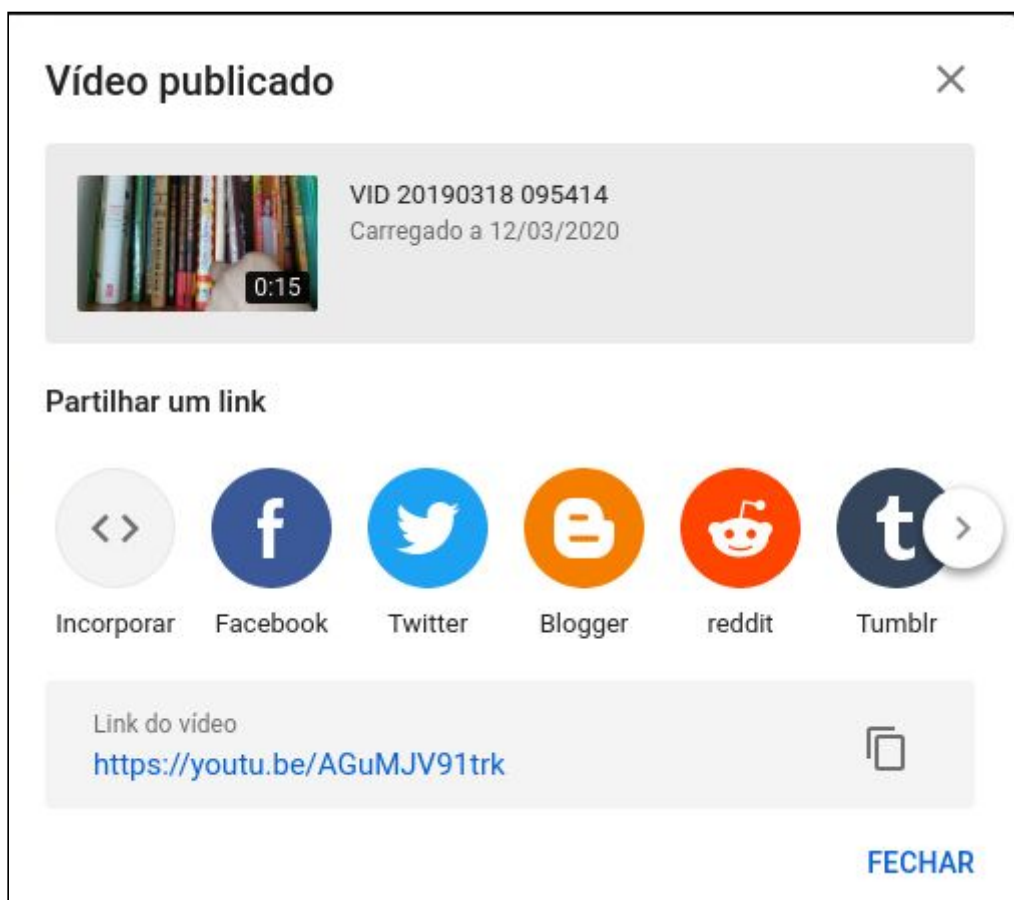 Vídeo publicado
VID 20190318 095414
Carregado a 12/03/2020
0:15
Partilhar um link
Incorporar Facebook Twitter Blogger reddit Tumblr
Link do vídeo
https://youtu.be/AGuMJV91trk
FECHAR